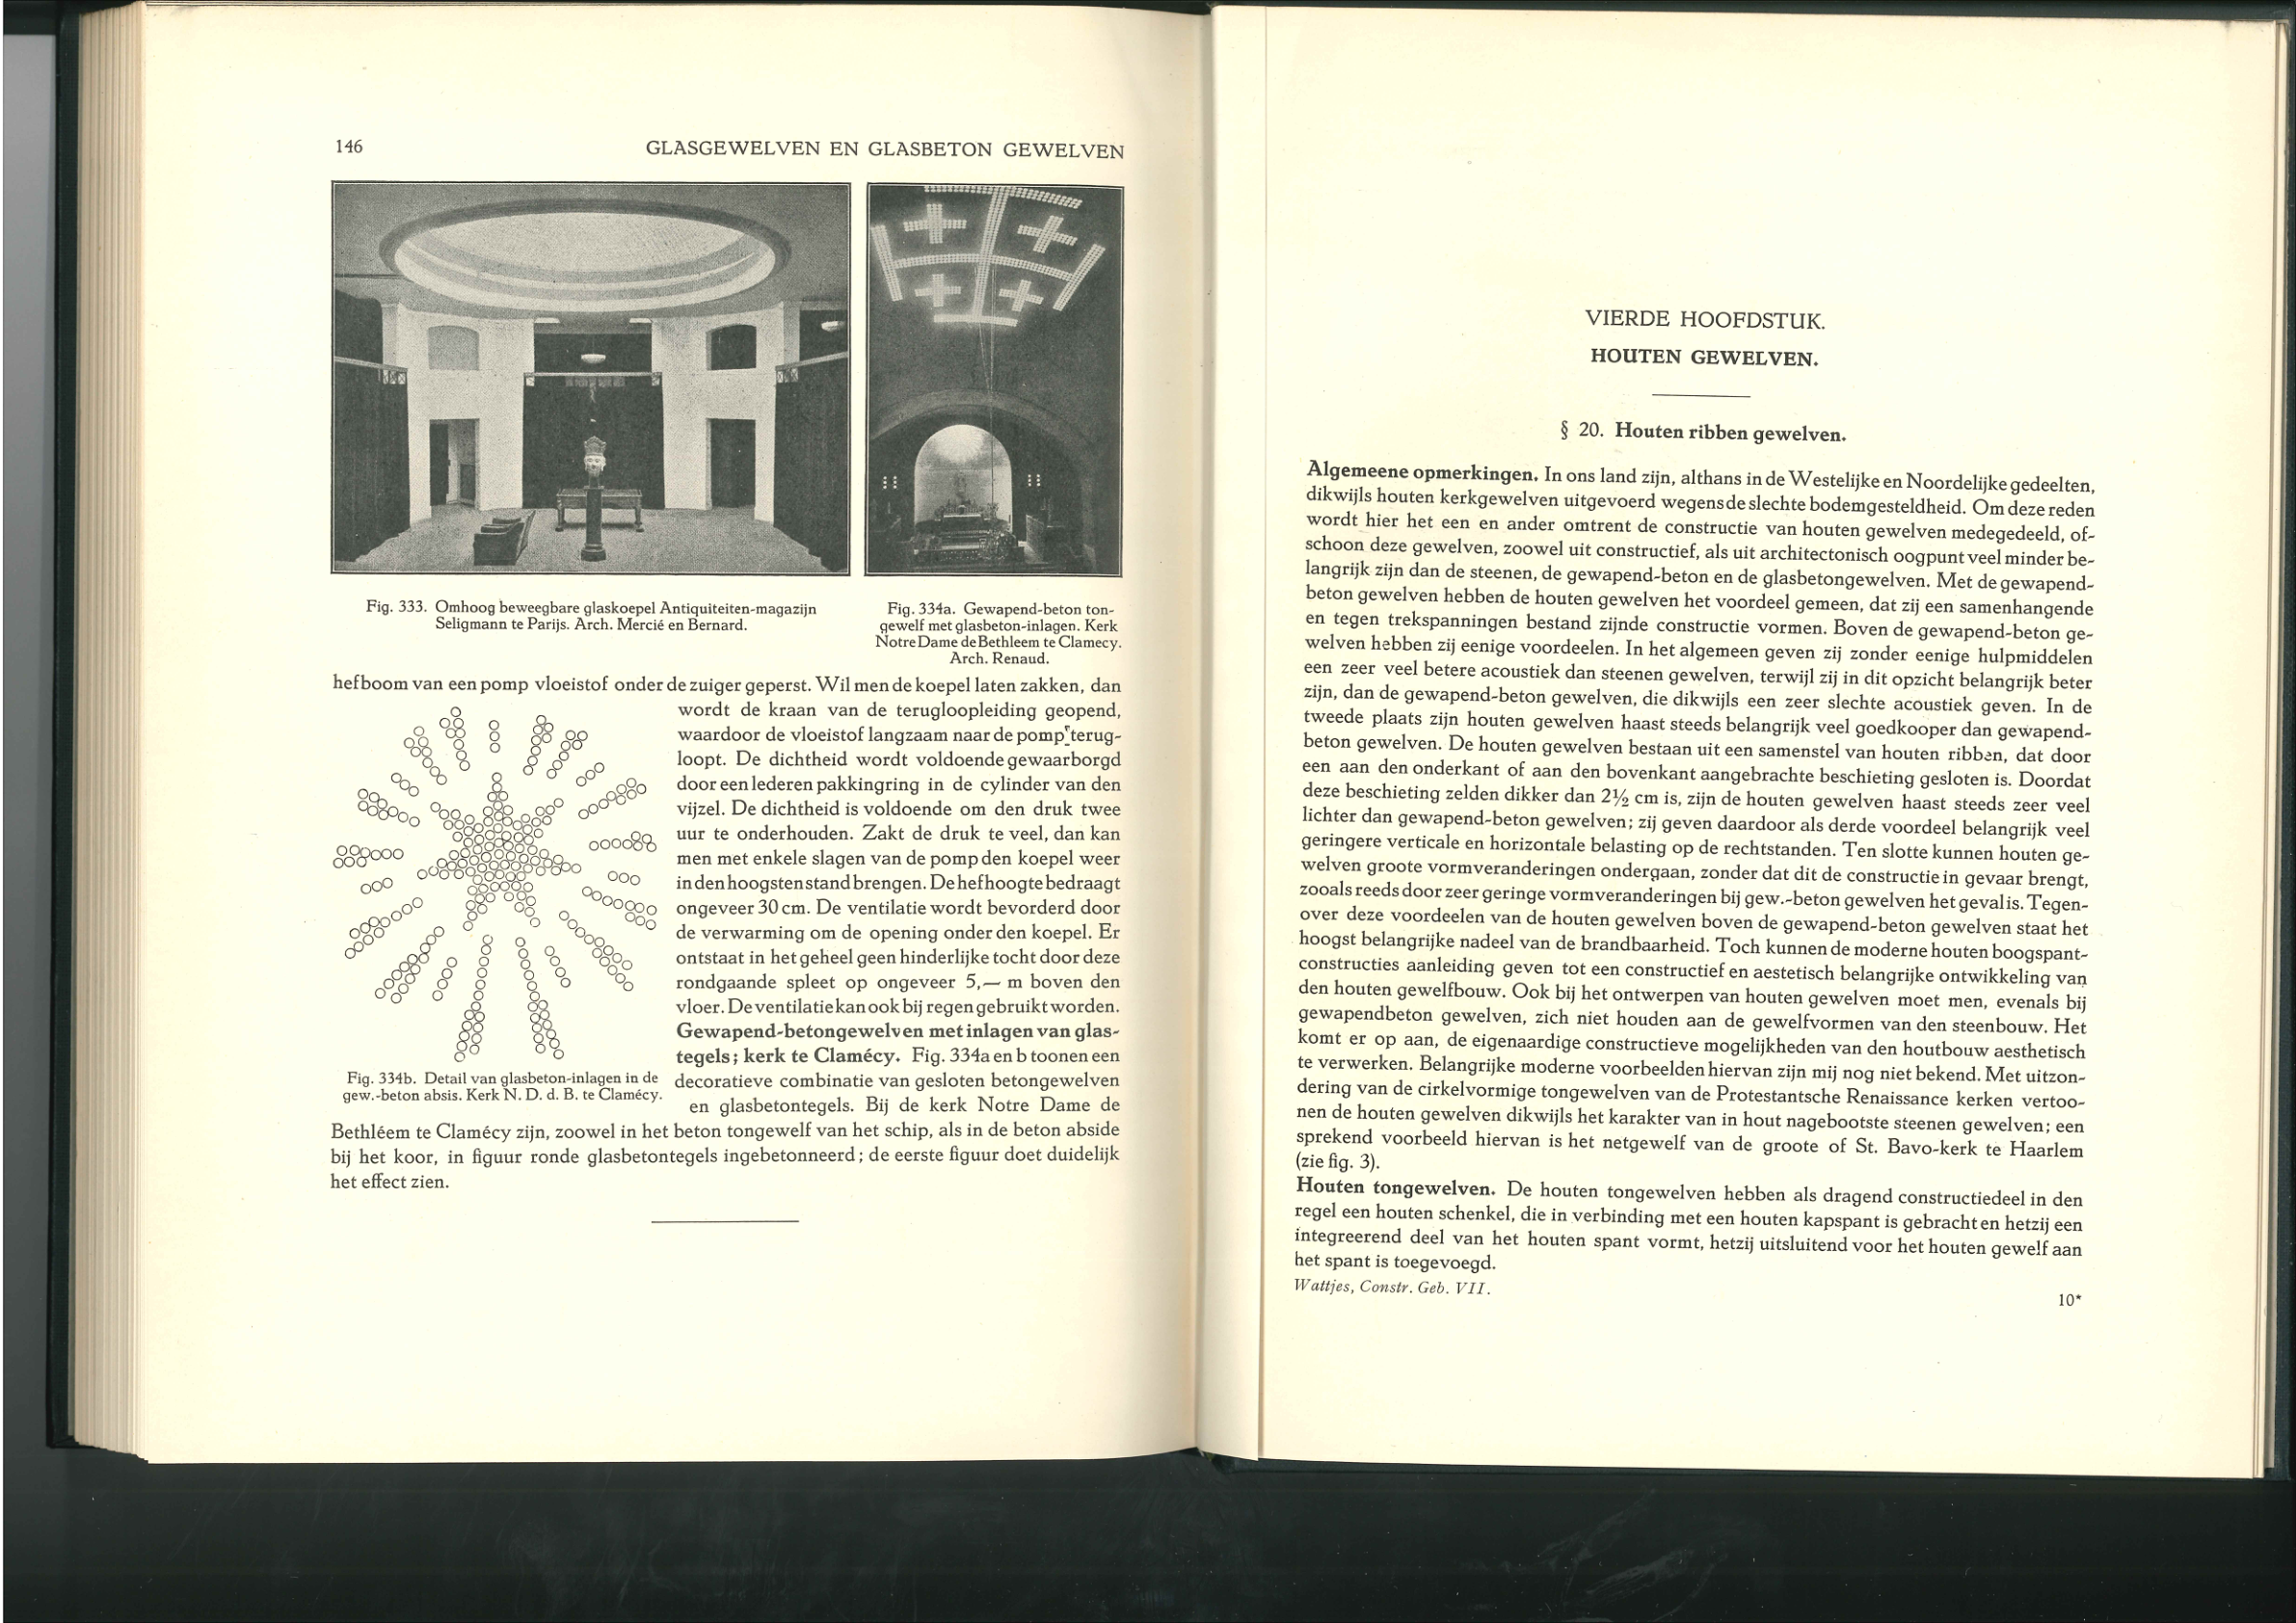 146
GLASGEWELVEN EN GLASBETON GEWELVEN
Fig. 333. Omhoog beweegbare glaskoepel Antiquiteiten-magazijn
Seligmann te Parijs. Arch. Mercié en Bernard.
Fig. 334a. Gewapend-beton ton-
gewelf met glasbeton-inlagen. Kerk
Notre Dame de Bethleem te Clamecy.
Arch. Renaud.
hefboom van een pomp vloeistof onder de zuiger geperst. Wil men de koepel laten zakken, dan
wordt de kraan van de terugloopleiding geopend,
waardoor de vloeistof langzaam naar de pomp terug-
loopt. De dichtheid wordt voldoende gewaarborgd
door een lederen pakkingring in de cylinder van den
vijzel. De dichtheid is voldoende om den druk twee
uur te onderhouden. Zakt de druk te veel, dan kan
men met enkele slagen van de pomp den koepel weer
in den hoogsten stand brengen. De hefhoogte bedraagt
ongeveer 30 cm. De ventilatie wordt bevorderd door
de verwarming om de opening onder den koepel. Er
ontstaat in het geheel geen hinderlijke tocht door deze
rondgaande spleet op ongeveer 5,— m boven den
vloer. De ventilatie kan ook bij regen gebruikt worden.
Gewapend-betongewelven met inlagen van glas-
tegels; kerk te Clamécy. Fig. 334a en b toonen een
decoratieve combinatie van gesloten betongewelven
en glasbetontegels. Bij de kerk Notre Dame de
Fig. 334b. Detail van glasbeton-inlagen in de
gew.-beton absis. Kerk N. D. d. B. te Clamécy.
Bethléem te Clamécy zijn, zoowel in het beton tongewelf van het schip, als in de beton abside
bij het koor, in figuur ronde glasbetontegels ingebetonneerd; de eerste figuur doet duidelijk
het effect zien.
VIERDE HOOFDSTUK.
HOUTEN GEWELVEN.
§ 20. Houten ribben gewelven.
Algemeene opmerkingen. In ons land zijn, althans in de Westelijke en Noordelijke gedeelten,
dikwijls houten kerkgewelven uitgevoerd wegens de slechte bodemgesteldheid. Om deze reden
wordt hier het een en ander omtrent de constructie van houten gewelven medegedeeld, of-
schoon deze gewelven, zoowel uit constructief, als uit architectonisch oogpunt veel minder be-
langrijk zijn dan de steenen, de gewapend-beton en de glasbetongewelven. Met de gewapend-
beton gewelven hebben de houten gewelven het voordeel gemeen, dat zij een samenhangende
en tegen trekspanningen bestand zijnde constructie vormen. Boven de gewapend-beton ge-
welven hebben zij eenige voordeelen. In het algemeen geven zij zonder eenige hulpmiddelen
een zeer veel betere acoustiek dan steenen gewelven, terwijl zij in dit opzicht belangrijk beter
zijn, dan de gewapend-beton gewelven, die dikwijls een zeer slechte acoustiek geven. In de
tweede plaats zijn houten gewelven haast steeds belangrijk veel goedkooper dan gewapend-
beton gewelven. De houten gewelven bestaan uit een samenstel van houten ribben, dat door
een aan den onderkant of aan den bovenkant aangebrachte beschieting gesloten is. Doordat
deze beschieting zelden dikker dan 2½ cm is, zijn de houten gewelven haast steeds zeer veel
lichter dan gewapend-beton gewelven; zij geven daardoor als derde voordeel belangrijk veel
geringere verticale en horizontale belasting op de rechtstanden. Ten slotte kunnen houten ge-
welven groote vormveranderingen ondergaan, zonder dat dit de constructie in gevaar brengt,
zooals reeds door zeer geringe vormveranderingen bij gew.-beton gewelven het geval is. Tegen-
over deze voordeelen van de houten gewelven boven de gewapend-beton gewelven staat het
hoogst belangrijke nadeel van de brandbaarheid. Toch kunnen de moderne houten boogspant-
constructies aanleiding geven tot een constructief en aestetisch belangrijke ontwikkeling van
den houten gewelfbouw. Ook bij het ontwerpen van houten gewelven moet men, evenals bij
gewapendbeton gewelven, zich niet houden aan de gewelfvormen van den steenbouw. Het
komt er op aan, de eigenaardige constructieve mogelijkheden van den houtbouw aesthetisch
te verwerken. Belangrijke moderne voorbeelden hiervan zijn mij nog niet bekend. Met uitzon-
dering van de cirkelvormige tongewelven van de Protestantsche Renaissance kerken vertoo-
nen de houten gewelven dikwijls het karakter van in hout nagebootste steenen gewelven; een
sprekend voorbeeld hiervan is het netgewelf van de groote of St. Bavo-kerk te Haarlem
(zie fig. 3).
Houten tongewelven. De houten tongewelven hebben als dragend constructiedeel in den
regel een houten schenkel, die in verbinding met een houten kapspant is gebracht en hetzij een
integreerend deel van het houten spant vormt, hetzij uitsluitend voor het houten gewelf aan
het spant is toegevoegd.
Wattjes, Constr. Geb. VII.
10*